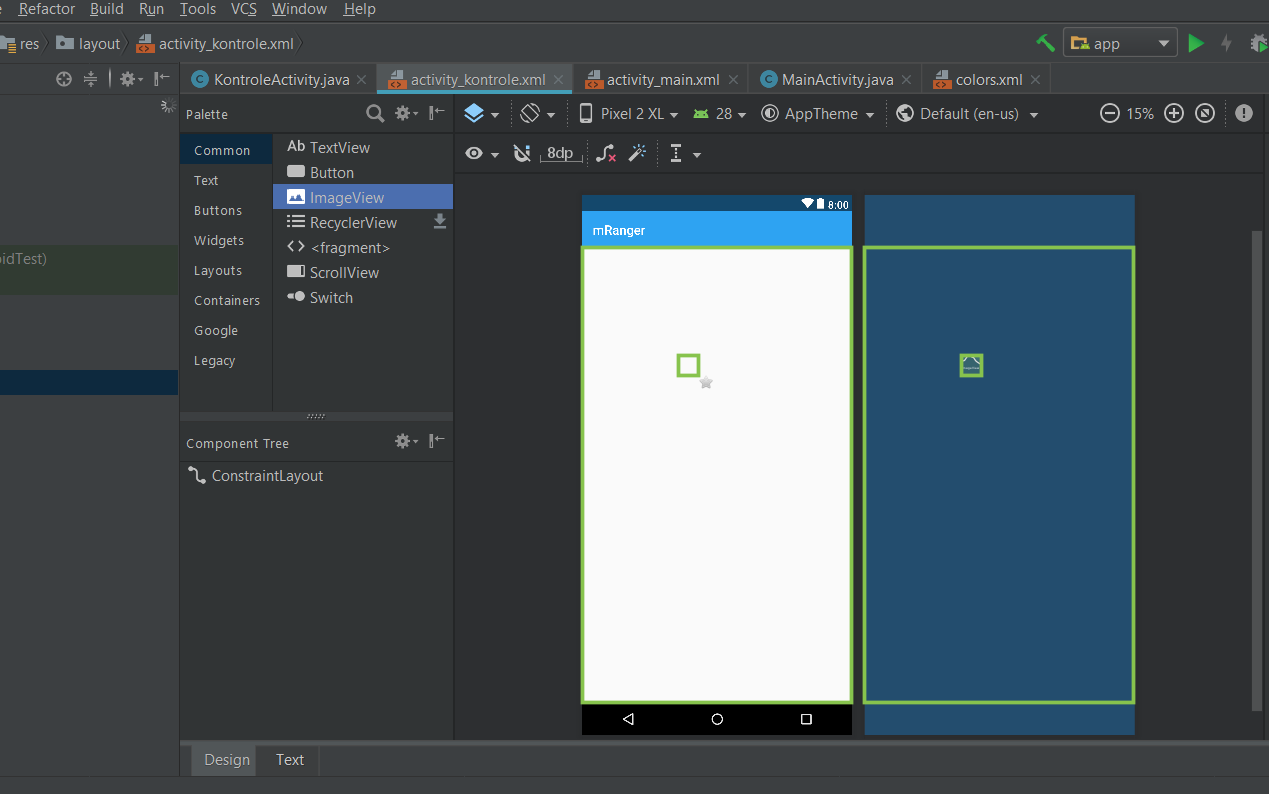 Refactor Build Run Tools VCS Window Help
res layout activity_kontrole.xml app
KontroleActivity.java activity_kontrole.xml activity_main.xml MainActivity.java colors.xml
Palette Pixel 2 XL 28 AppTheme Default (en-us) 15%
8dp
Common
Text
Buttons
Widgets
Layouts
Containers
Google
Legacy
Ab TextView
Button
ImageView
RecyclerView
<fragment>
ScrollView
Switch
8:00
mRanger
idTest)
Component Tree
ConstraintLayout
Design Text